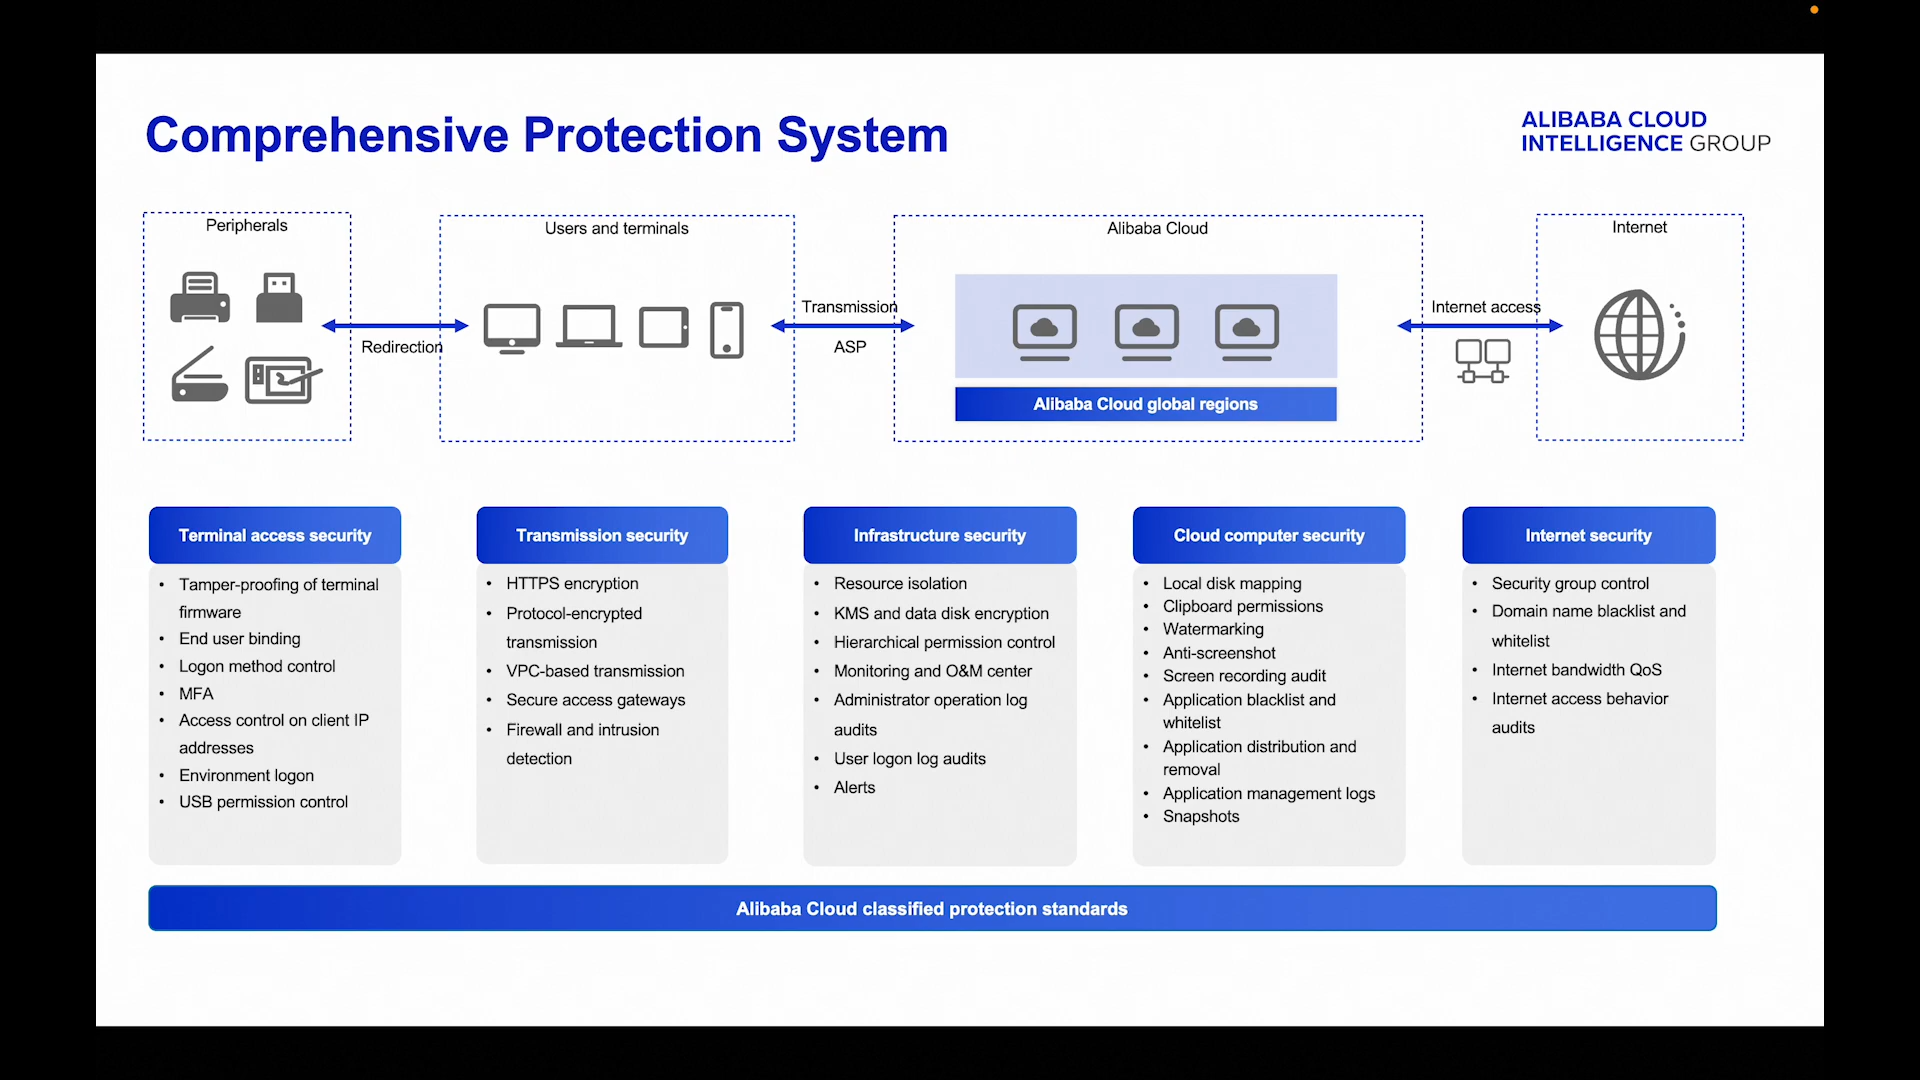 Comprehensive Protection System
ALIBABA CLOUD
INTELLIGENCE GROUP
Peripherals
Redirection
Users and terminals
Transmission
ASP
Alibaba Cloud
Alibaba Cloud global regions
Internet access
Internet
Terminal access security
• Tamper-proofing of terminal
firmware
• End user binding
• Logon method control
• MFA
• Access control on client IP
addresses
• Environment logon
• USB permission control
Transmission security
• HTTPS encryption
• Protocol-encrypted
transmission
• VPC-based transmission
• Secure access gateways
• Firewall and intrusion
detection
Infrastructure security
• Resource isolation
• KMS and data disk encryption
• Hierarchical permission control
• Monitoring and O&M center
• Administrator operation log
audits
• User logon log audits
• Alerts
Cloud computer security
• Local disk mapping
• Clipboard permissions
• Watermarking
• Anti-screenshot
• Screen recording audit
• Application blacklist and
whitelist
• Application distribution and
removal
• Application management logs
• Snapshots
Internet security
• Security group control
• Domain name blacklist and
whitelist
• Internet bandwidth QoS
• Internet access behavior
audits
Alibaba Cloud classified protection standards